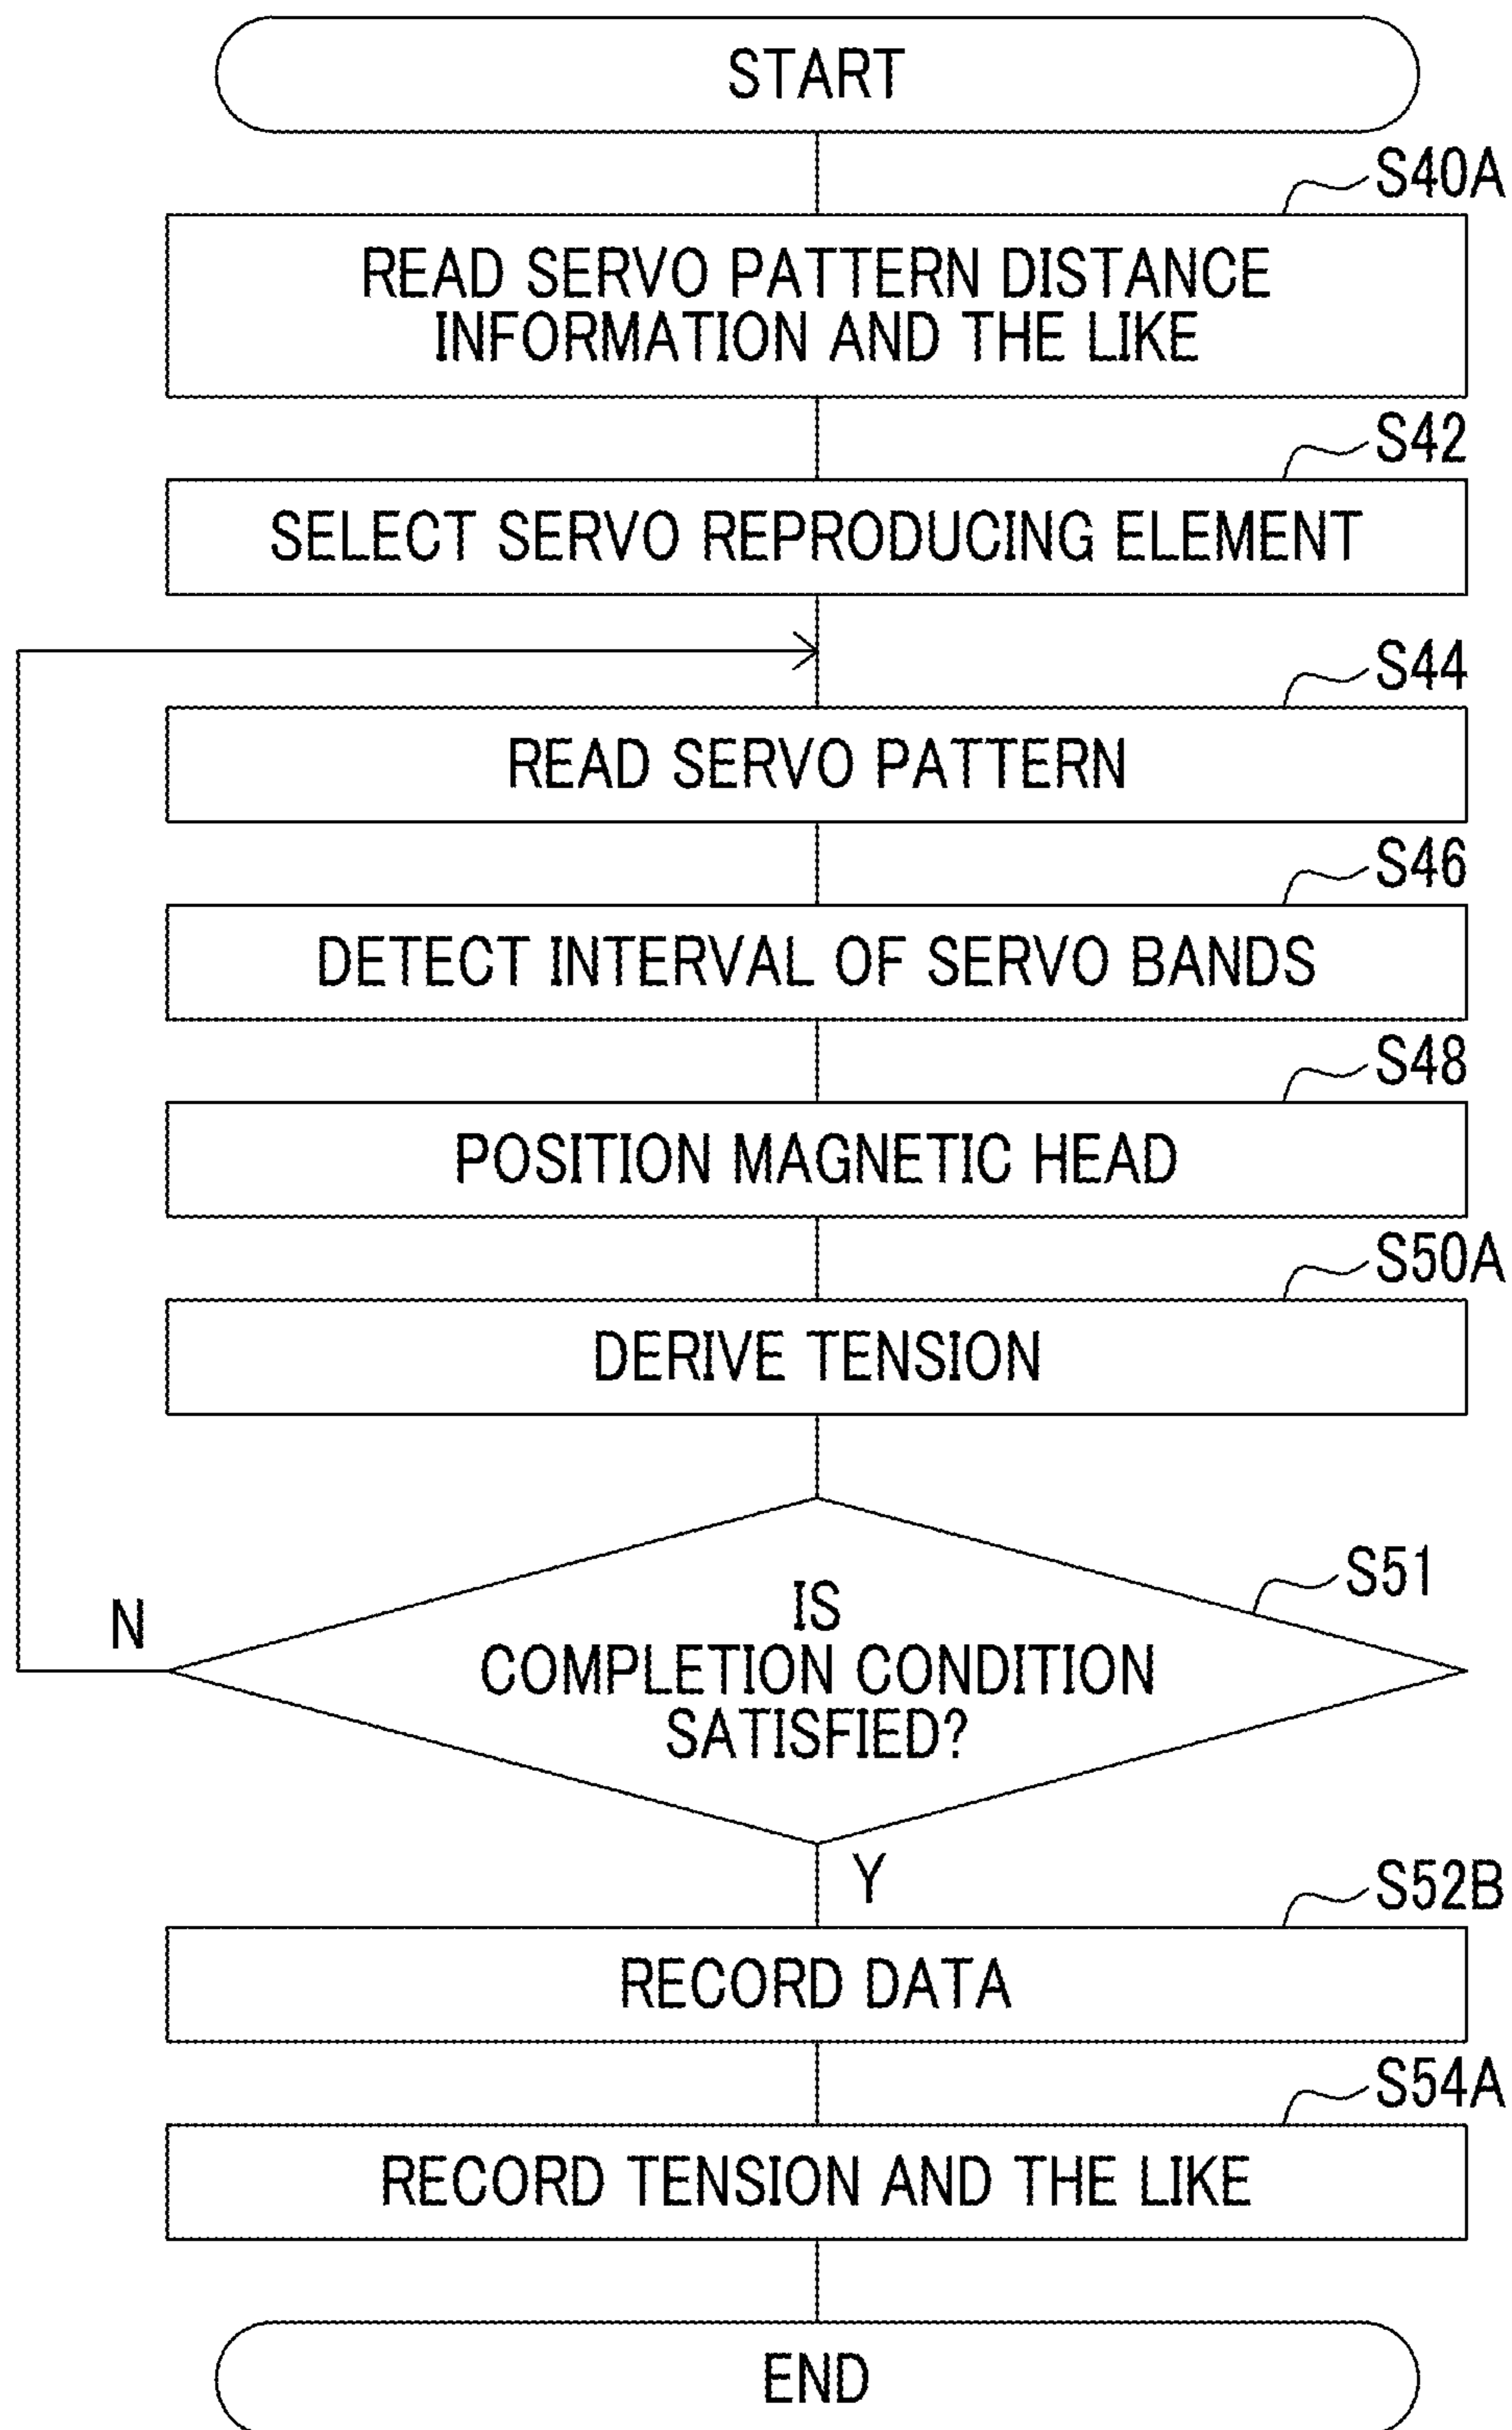 START
S40A
READ SERVO PATTERN DISTANCE
INFORMATION AND THE LIKE
S42
SELECT SERVO REPRODUCING ELEMENT
S44
READ SERVO PATTERN
S46
DETECT INTERVAL OF SERVO BANDS
S48
POSITION MAGNETIC HEAD
S50A
DERIVE TENSION
S51
IS
COMPLETION CONDITION
SATISFIED?
N
Y
S52B
RECORD DATA
S54A
RECORD TENSION AND THE LIKE
END